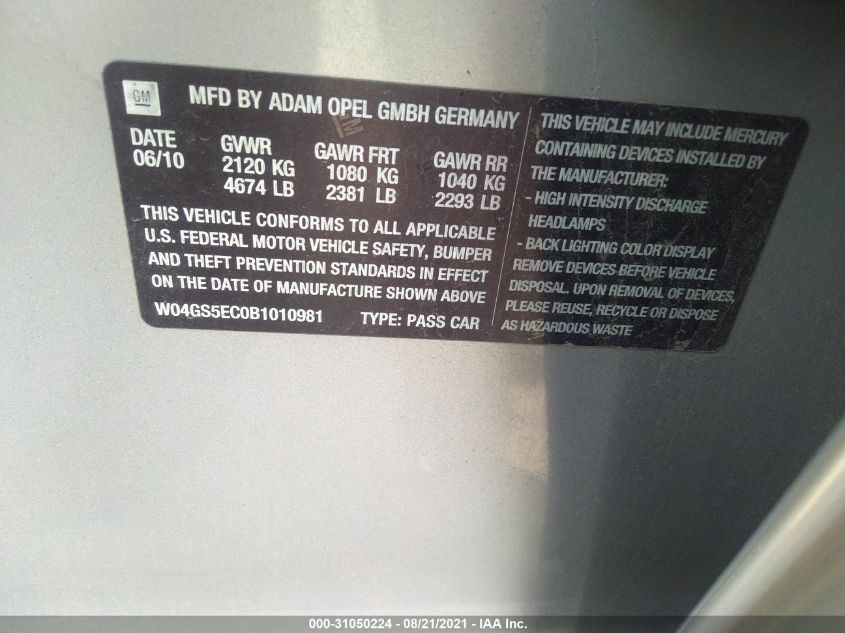 GM
MFD BY ADAM OPEL GMBH GERMANY
DATE
06/10
GVWR
2120 KG
4674 LB
GAWR FRT
1080 KG
2381 LB
GAWR RR
1040 KG
2293 LB
THIS VEHICLE CONFORMS TO ALL APPLICABLE
U.S. FEDERAL MOTOR VEHICLE SAFETY, BUMPER
AND THEFT PREVENTION STANDARDS IN EFFECT
ON THE DATE OF MANUFACTURE SHOWN ABOVE
W04GS5EC0B1010981 TYPE: PASS CAR
THIS VEHICLE MAY INCLUDE MERCURY
CONTAINING DEVICES INSTALLED BY
THE MANUFACTURER:
- HIGH INTENSITY DISCHARGE
HEADLAMPS
- BACK LIGHTING COLOR DISPLAY
REMOVE DEVICES BEFORE VEHICLE
DISPOSAL. UPON REMOVAL OF DEVICES,
PLEASE REUSE, RECYCLE OR DISPOSE
AS HAZARDOUS WASTE
000-31050224 - 08/21/2021 - IAA Inc.